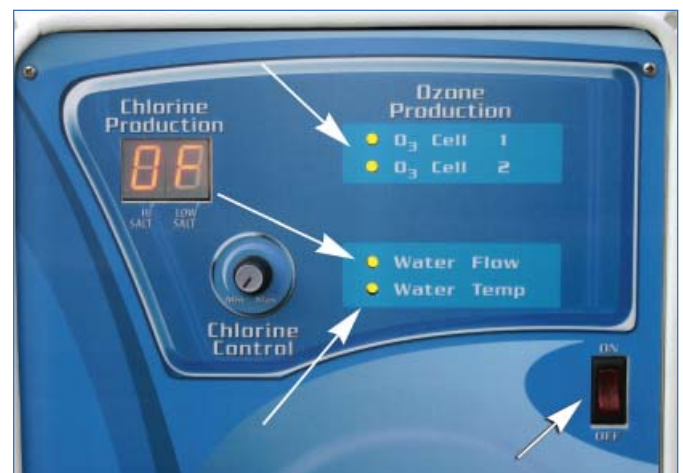 Chlorine
Production
0F
HI
SALT
LOW
SALT
Min Max
Chlorine
Control
Ozone
Production
O₃ Cell 1
O₃ Cell 2
Water Flow
Water Temp
ON
OFF